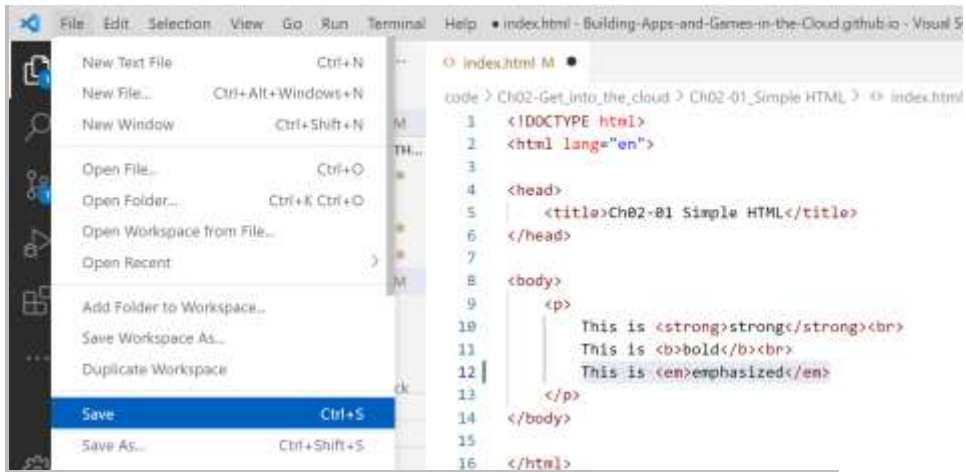 File Edit Selection View Go Run Terminal Help ● index.html - Building-Apps-and-Games-in-the-Cloud.github.io - Visual S
New Text File Ctrl+N
New File... Ctrl+Alt+Windows+N
New Window Ctrl+Shift+N
Open File... Ctrl+O
Open Folder... Ctrl+K Ctrl+O
Open Workspace from File...
Open Recent >
Add Folder to Workspace...
Save Workspace As...
Duplicate Workspace
Save Ctrl+S
Save As... Ctrl+Shift+S
M
TH...
M
ck
<> index.html M ●
code > Ch02-Get_into_the_cloud > Ch02-01_Simple HTML > <> index.html
1 <!DOCTYPE html>
2 <html lang="en">
3
4 <head>
5 <title>Ch02-01 Simple HTML</title>
6 </head>
7
8 <body>
9 <p>
10 This is <strong>strong</strong><br>
11 This is <b>bold</b><br>
12 This is <em>emphasized</em>
13 </p>
14 </body>
15
16 </html>